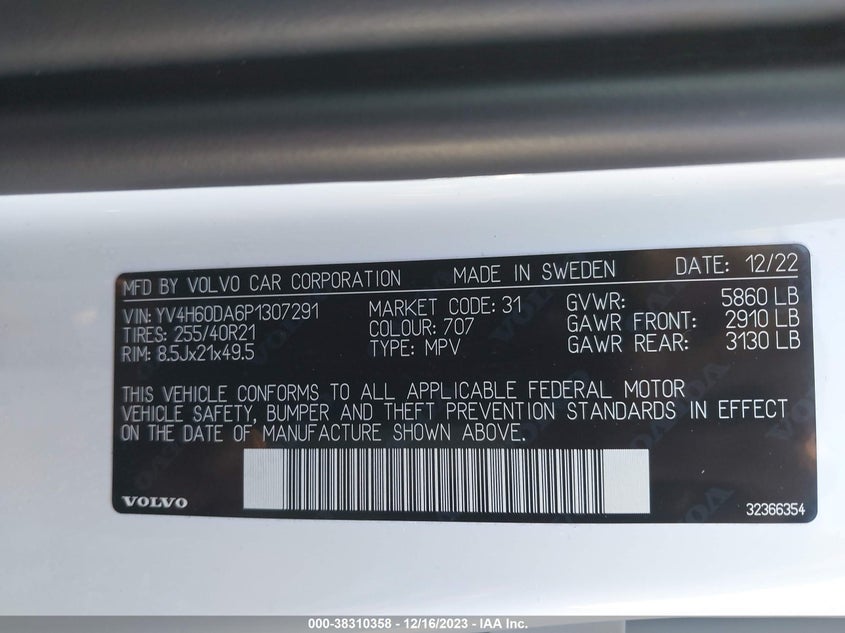 MFD BY VOLVO CAR CORPORATION MADE IN SWEDEN DATE: 12/22
VIN: YV4H60DA6P1307291 MARKET CODE: 31 GVWR: 5860 LB
TIRES: 255/40R21 COLOUR: 707 GAWR FRONT: 2910 LB
RIM: 8.5Jx21x49.5 TYPE: MPV GAWR REAR: 3130 LB
THIS VEHICLE CONFORMS TO ALL APPLICABLE FEDERAL MOTOR
VEHICLE SAFETY, BUMPER AND THEFT PREVENTION STANDARDS IN EFFECT
ON THE DATE OF MANUFACTURE SHOWN ABOVE.
VOLVO 32366354
000-38310358 - 12/16/2023 - IAA Inc.